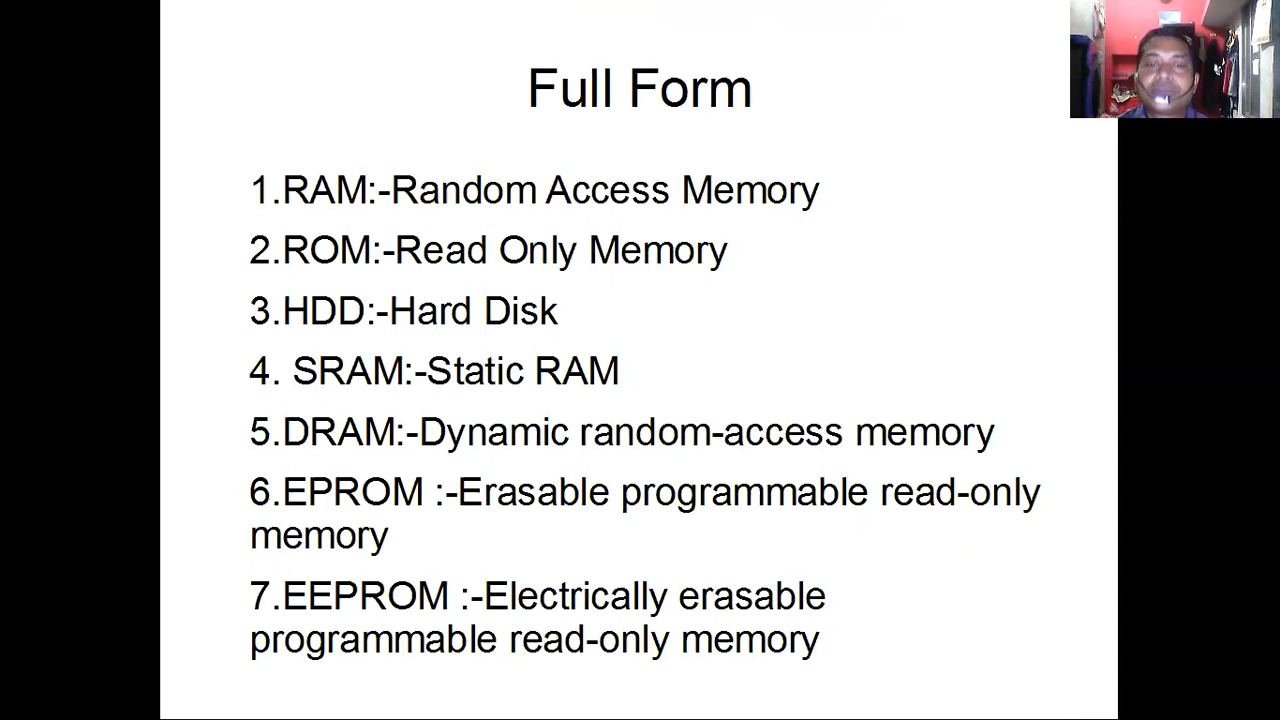 Full Form
1.RAM:-Random Access Memory
2.ROM:-Read Only Memory
3.HDD:-Hard Disk
4. SRAM:-Static RAM
5.DRAM:-Dynamic random-access memory
6.EPROM :-Erasable programmable read-only
memory
7.EEPROM :-Electrically erasable
programmable read-only memory